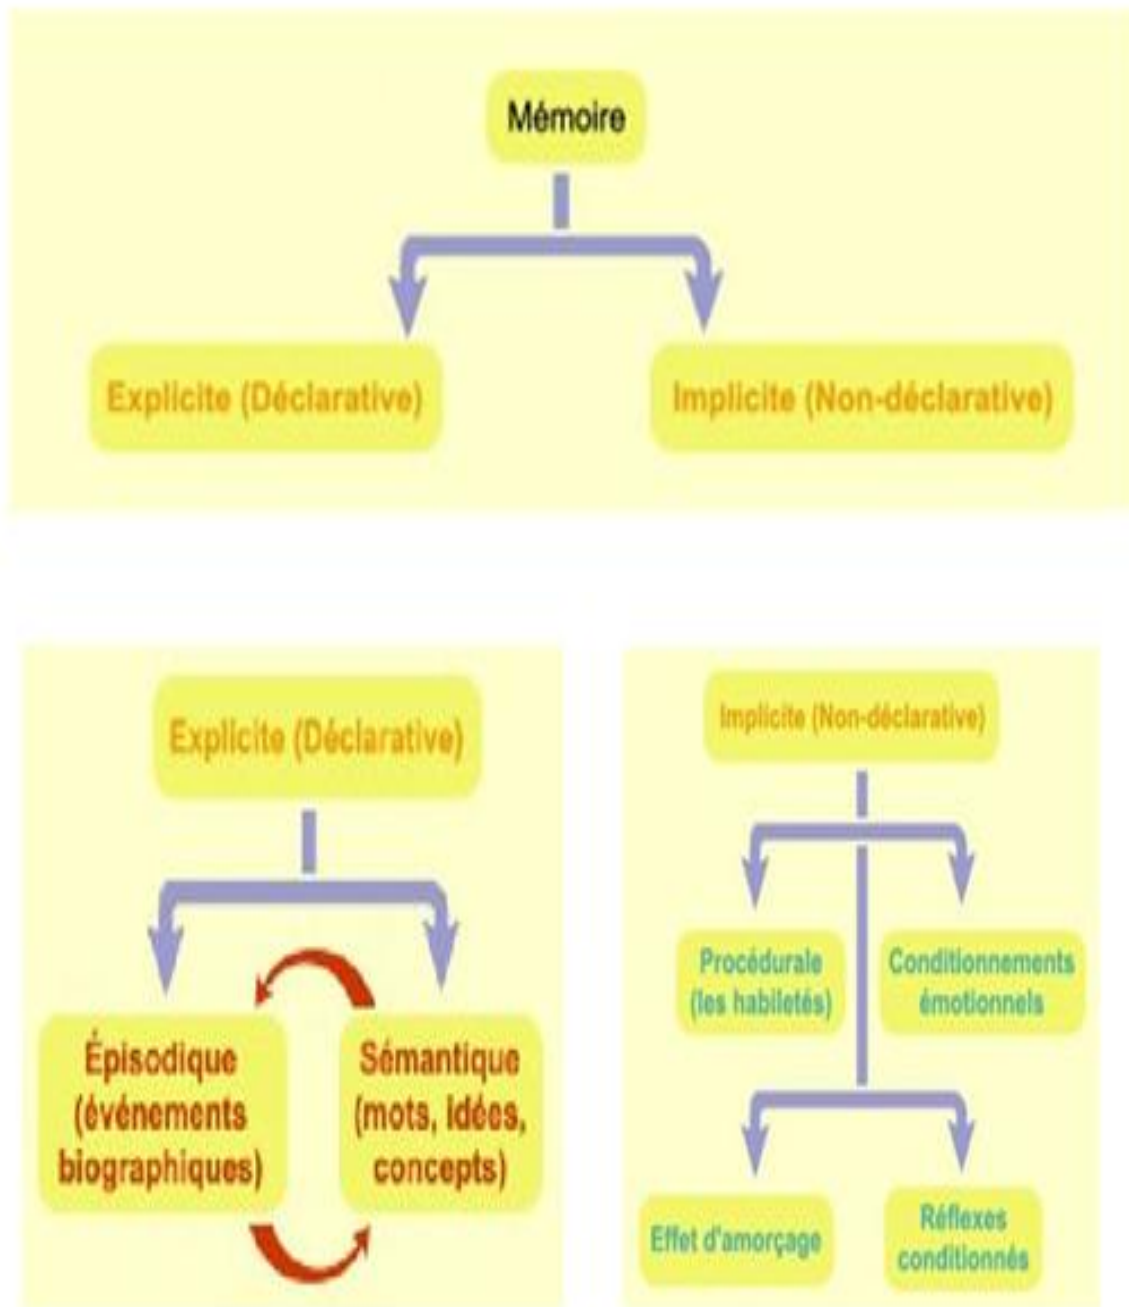 Mémoire
Explicite (Déclarative)
Implicite (Non-déclarative)
Explicite (Déclarative)
Épisodique
(événements
biographiques)
Sémantique
(mots, idées,
concepts)
Implicite (Non-déclarative)
Procédurale
(les habiletés)
Conditionnements
émotionnels
Effet d'amorçage
Réflexes
conditionnés